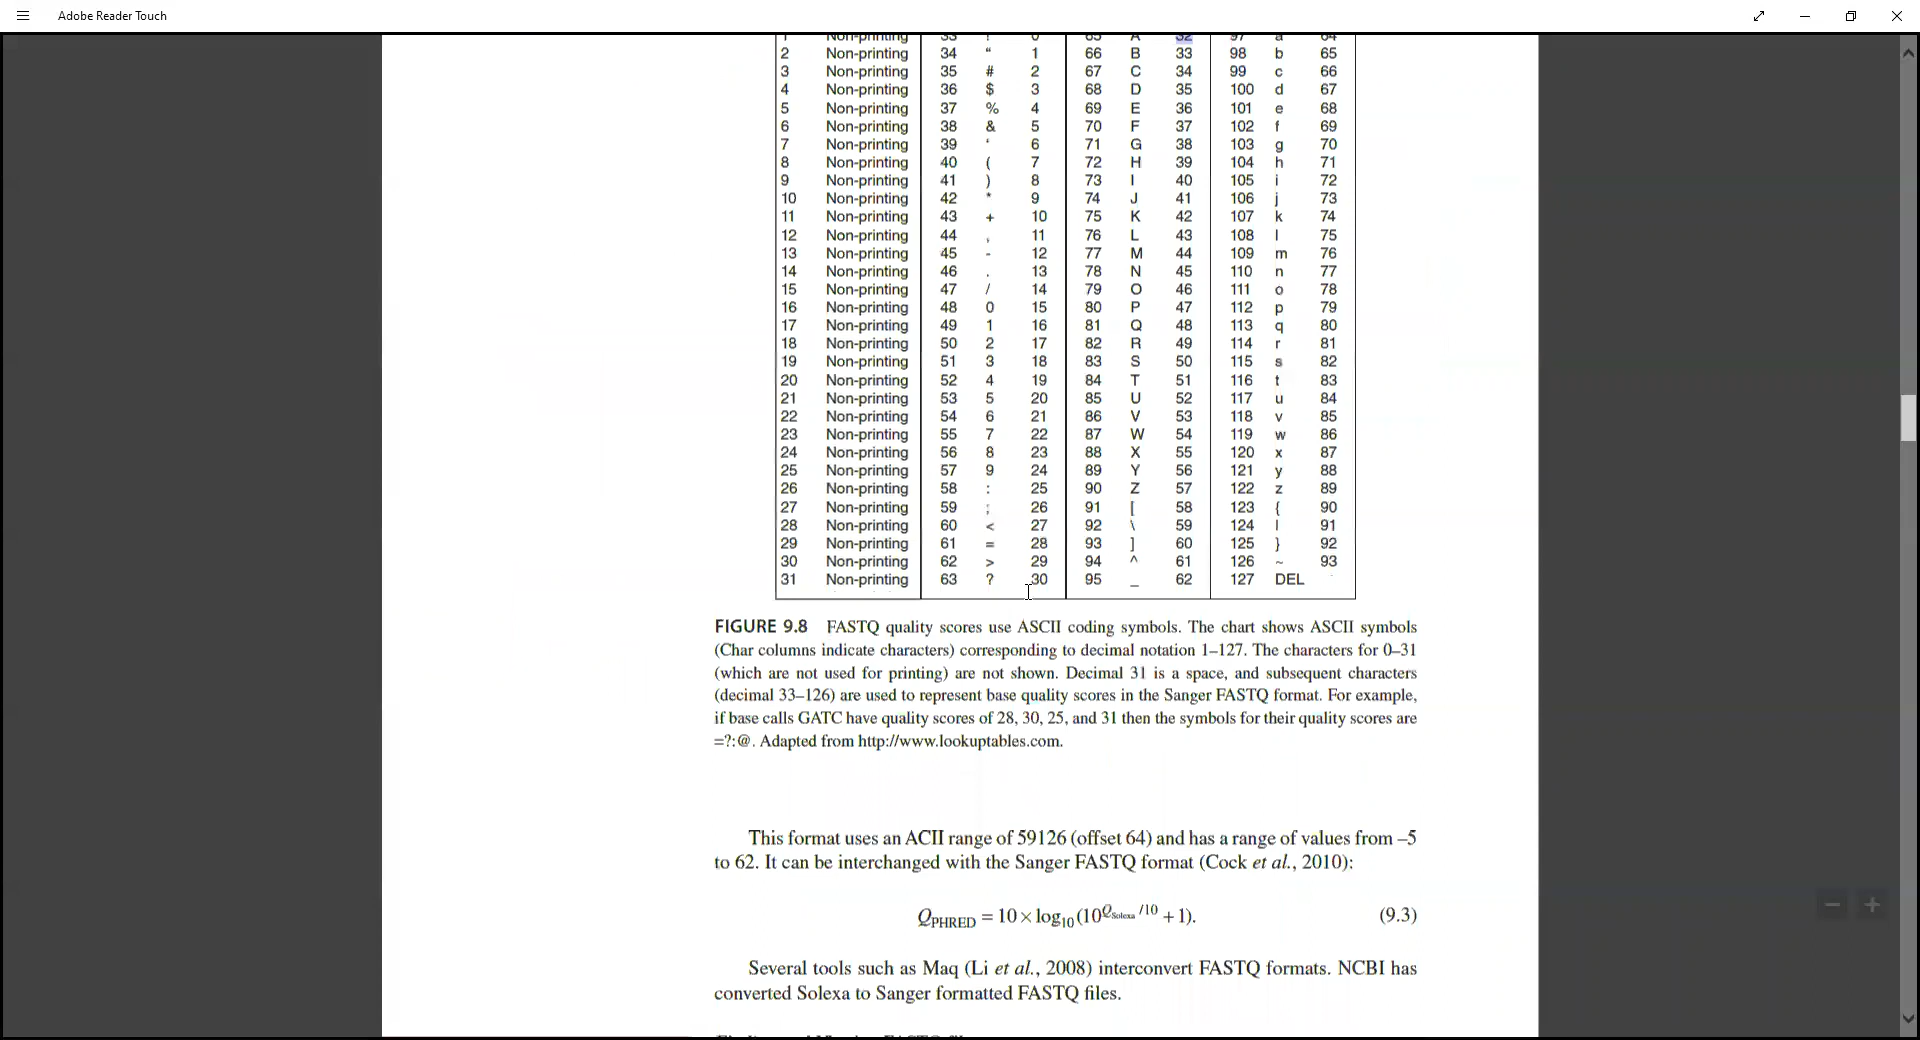 Adobe Reader Touch
1 Non-printing 33 ! 0 65 A 32 97 a 64
2 Non-printing 34 “ 1 66 B 33 98 b 65
3 Non-printing 35 # 2 67 C 34 99 c 66
4 Non-printing 36 $ 3 68 D 35 100 d 67
5 Non-printing 37 % 4 69 E 36 101 e 68
6 Non-printing 38 & 5 70 F 37 102 f 69
7 Non-printing 39 ‘ 6 71 G 38 103 g 70
8 Non-printing 40 ( 7 72 H 39 104 h 71
9 Non-printing 41 ) 8 73 I 40 105 i 72
10 Non-printing 42 * 9 74 J 41 106 j 73
11 Non-printing 43 + 10 75 K 42 107 k 74
12 Non-printing 44 , 11 76 L 43 108 l 75
13 Non-printing 45 - 12 77 M 44 109 m 76
14 Non-printing 46 . 13 78 N 45 110 n 77
15 Non-printing 47 / 14 79 O 46 111 o 78
16 Non-printing 48 0 15 80 P 47 112 p 79
17 Non-printing 49 1 16 81 Q 48 113 q 80
18 Non-printing 50 2 17 82 R 49 114 r 81
19 Non-printing 51 3 18 83 S 50 115 s 82
20 Non-printing 52 4 19 84 T 51 116 t 83
21 Non-printing 53 5 20 85 U 52 117 u 84
22 Non-printing 54 6 21 86 V 53 118 v 85
23 Non-printing 55 7 22 87 W 54 119 w 86
24 Non-printing 56 8 23 88 X 55 120 x 87
25 Non-printing 57 9 24 89 Y 56 121 y 88
26 Non-printing 58 : 25 90 Z 57 122 z 89
27 Non-printing 59 ; 26 91 [ 58 123 { 90
28 Non-printing 60 < 27 92 \ 59 124 | 91
29 Non-printing 61 = 28 93 ] 60 125 } 92
30 Non-printing 62 > 29 94 ^ 61 126 ~ 93
31 Non-printing 63 ? 30 95 _ 62 127 DEL
FIGURE 9.8 FASTQ quality scores use ASCII coding symbols. The chart shows ASCII symbols
(Char columns indicate characters) corresponding to decimal notation 1–127. The characters for 0–31
(which are not used for printing) are not shown. Decimal 31 is a space, and subsequent characters
(decimal 33–126) are used to represent base quality scores in the Sanger FASTQ format. For example,
if base calls GATC have quality scores of 28, 30, 25, and 31 then the symbols for their quality scores are
=?:@. Adapted from http://www.lookuptables.com.
This format uses an ACII range of 59126 (offset 64) and has a range of values from –5
to 62. It can be interchanged with the Sanger FASTQ format (Cock et al., 2010):
Q_PHRED = 10 × log_10 (10^(Q_Solexa /10) + 1). (9.3)
Several tools such as Maq (Li et al., 2008) interconvert FASTQ formats. NCBI has
converted Solexa to Sanger formatted FASTQ files.